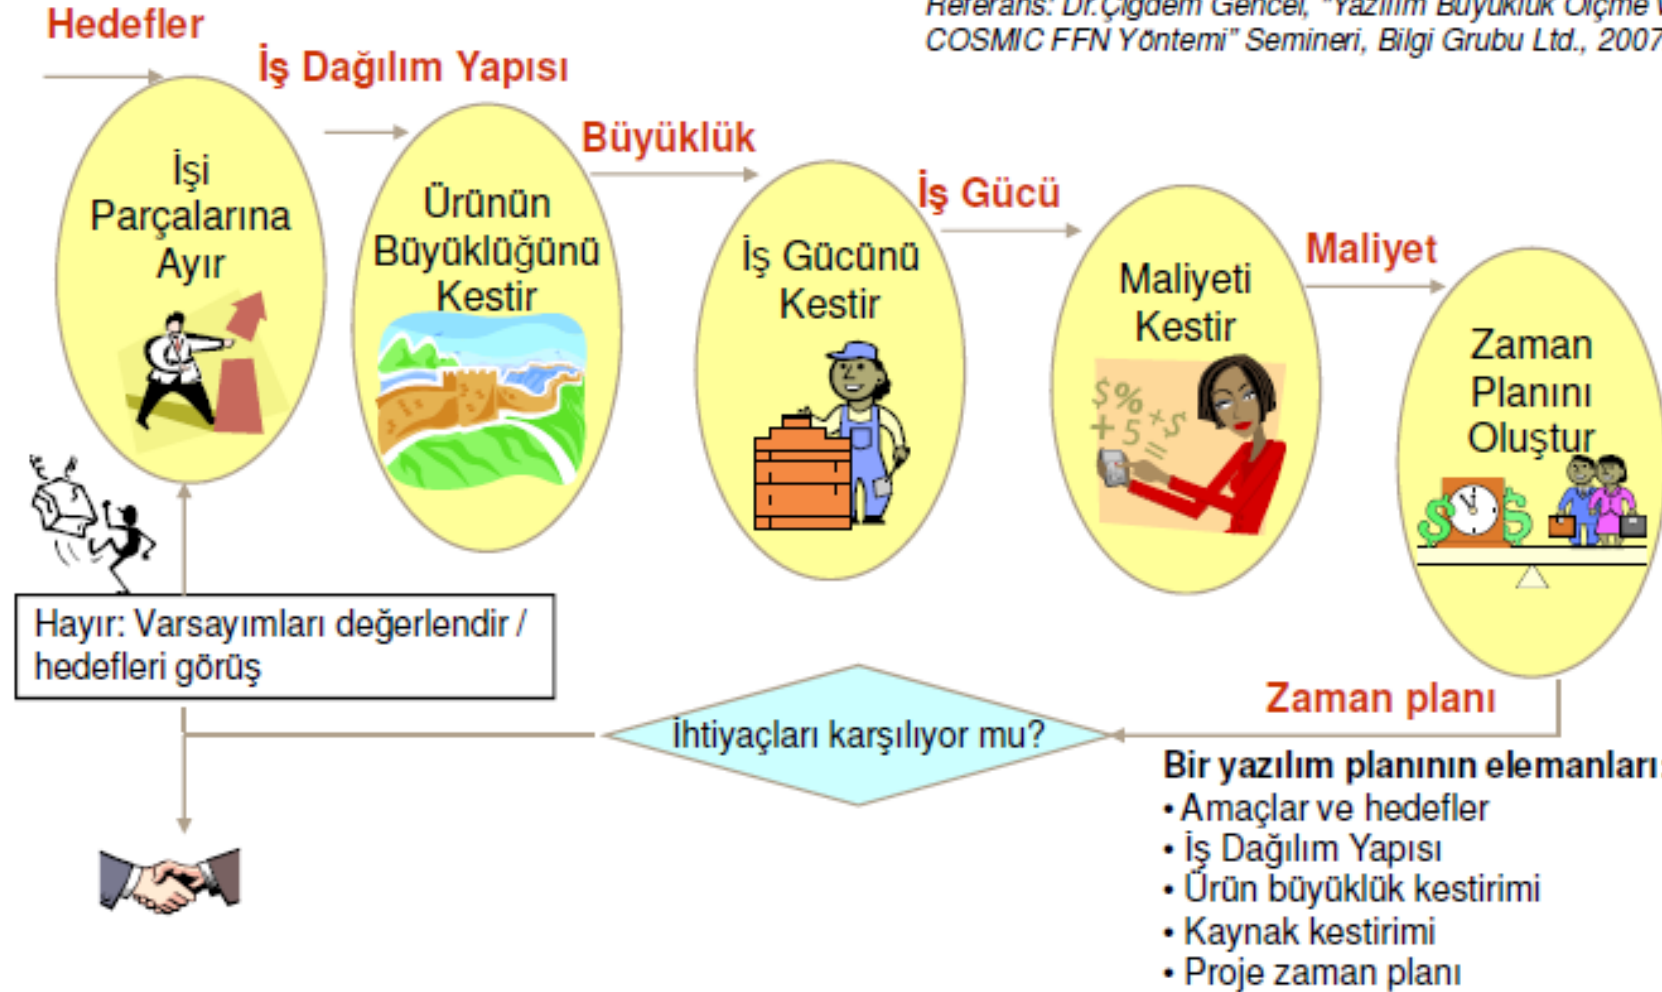 Hedefler
Referans: Dr.Çiğdem Gencel, "Yazılım Büyüklük Ölçme
COSMIC FFN Yöntemi" Semineri, Bilgi Grubu Ltd., 2007
İş Dağılım Yapısı
Büyüklük
İş Gücü
Maliyet
İşi
Parçalarına
Ayır
Ürünün
Büyüklüğünü
Kestir
İş Gücünü
Kestir
Maliyeti
Kestir
$%+$
+5=
Zaman
Planını
Oluştur
$ $
Hayır: Varsayımları değerlendir /
hedefleri görüş
İhtiyaçları karşılıyor mu?
Zaman planı
Bir yazılım planının elemanları:
• Amaçlar ve hedefler
• İş Dağılım Yapısı
• Ürün büyüklük kestirimi
• Kaynak kestirimi
• Proje zaman planı